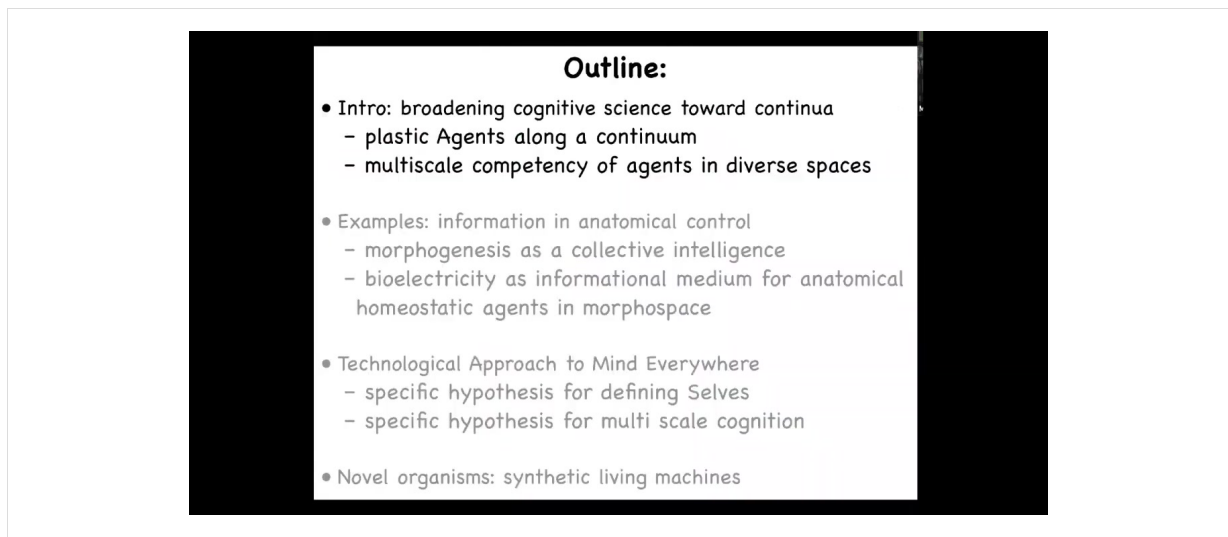 Outline:
• Intro: broadening cognitive science toward continua
– plastic Agents along a continuum
– multiscale competency of agents in diverse spaces
• Examples: information in anatomical control
– morphogenesis as a collective intelligence
– bioelectricity as informational medium for anatomical
homeostatic agents in morphospace
• Technological Approach to Mind Everywhere
– specific hypothesis for defining Selves
– specific hypothesis for multi scale cognition
• Novel organisms: synthetic living machines